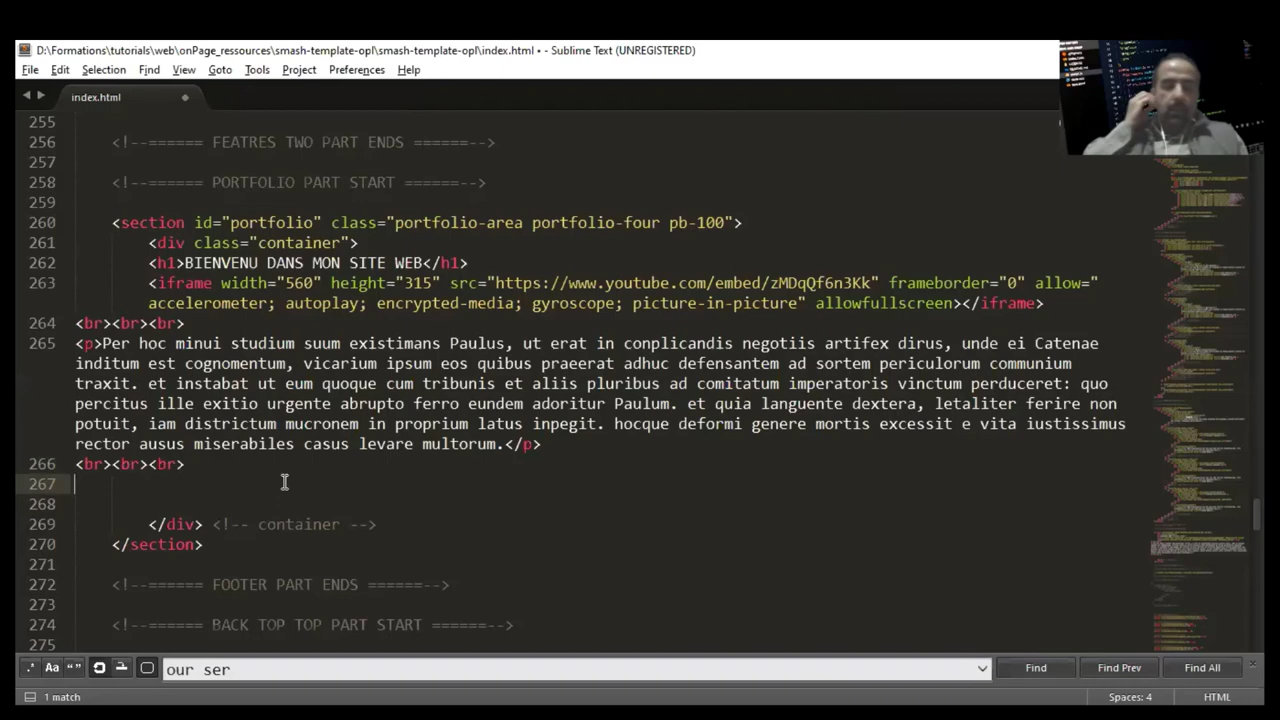 D:\Formations\tutorials\web\onPage_ressources\smash-template-opl\smash-template-opl\index.html • - Sublime Text (UNREGISTERED)
File Edit Selection Find View Goto Tools Project Preferences Help
index.html
255
256 <!--====== FEATRES TWO PART ENDS ======-->
257
258 <!--====== PORTFOLIO PART START ======-->
259
260 <section id="portfolio" class="portfolio-area portfolio-four pb-100">
261 <div class="container">
262 <h1>BIENVENU DANS MON SITE WEB</h1>
263 <iframe width="560" height="315" src="https://www.youtube.com/embed/zMDqQf6n3Kk" frameborder="0" allow="
accelerometer; autoplay; encrypted-media; gyroscope; picture-in-picture" allowfullscreen></iframe>
264 <br><br><br>
265 <p>Per hoc minui studium suum existimans Paulus, ut erat in conplicandis negotiis artifex dirus, unde ei Catenae
inditum est cognomentum, vicarium ipsum eos quibus praeerat adhuc defensantem ad sortem periculorum communium
traxit. et instabat ut eum quoque cum tribunis et aliis pluribus ad comitatum imperatoris vinctum perduceret: quo
percitus ille exitio urgente abrupto ferro eundem adoritur Paulum. et quia languente dextera, letaliter ferire non
potuit, iam districtum mucronem in proprium latus inpegit. hocque deformi genere mortis excessit e vita iustissimus
rector ausus miserabiles casus levare multorum.</p>
266 <br><br><br>
267
268
269 </div> <!-- container -->
270 </section>
271
272 <!--====== FOOTER PART ENDS ======-->
273
274 <!--====== BACK TOP TOP PART START ======-->
275
.* Aa “” our ser Find Find Prev Find All
1 match Spaces: 4 HTML